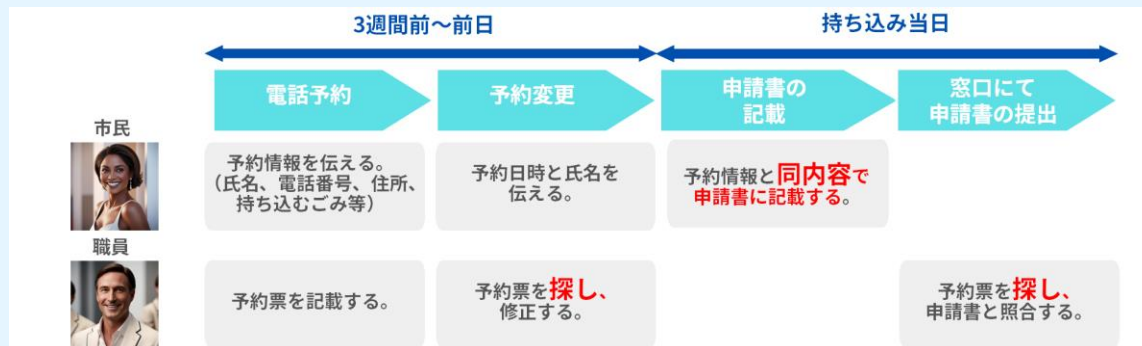 3週間前～前日
持ち込み当日
電話予約
予約変更
申請書の
記載
窓口にて
申請書の提出
市民
予約情報を伝える。
（氏名、電話番号、住所、
持ち込むごみ等）
予約日時と氏名を
伝える。
予約情報と同内容で
申請書に記載する。
職員
予約票を記載する。
予約票を探し、
修正する。
予約票を探し、
申請書と照合する。